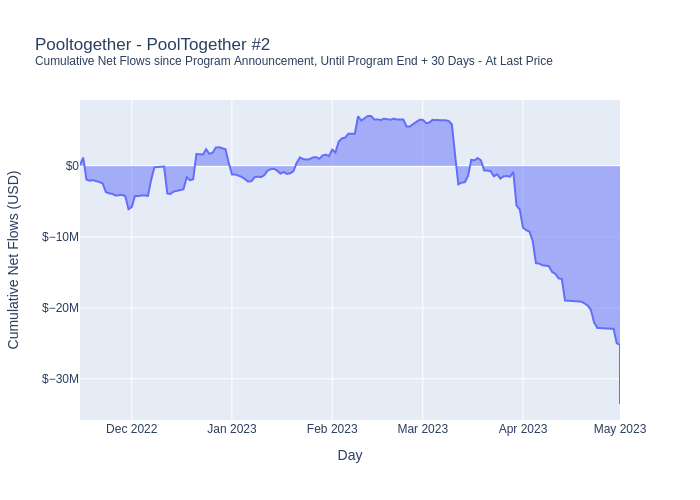 Pooltogether - PoolTogether #2
Cumulative Net Flows since Program Announcement, Until Program End + 30 Days - At Last Price
Cumulative Net Flows (USD)
$0
$−10M
$−20M
$−30M
Dec 2022
Jan 2023
Feb 2023
Mar 2023
Apr 2023
May 2023
Day